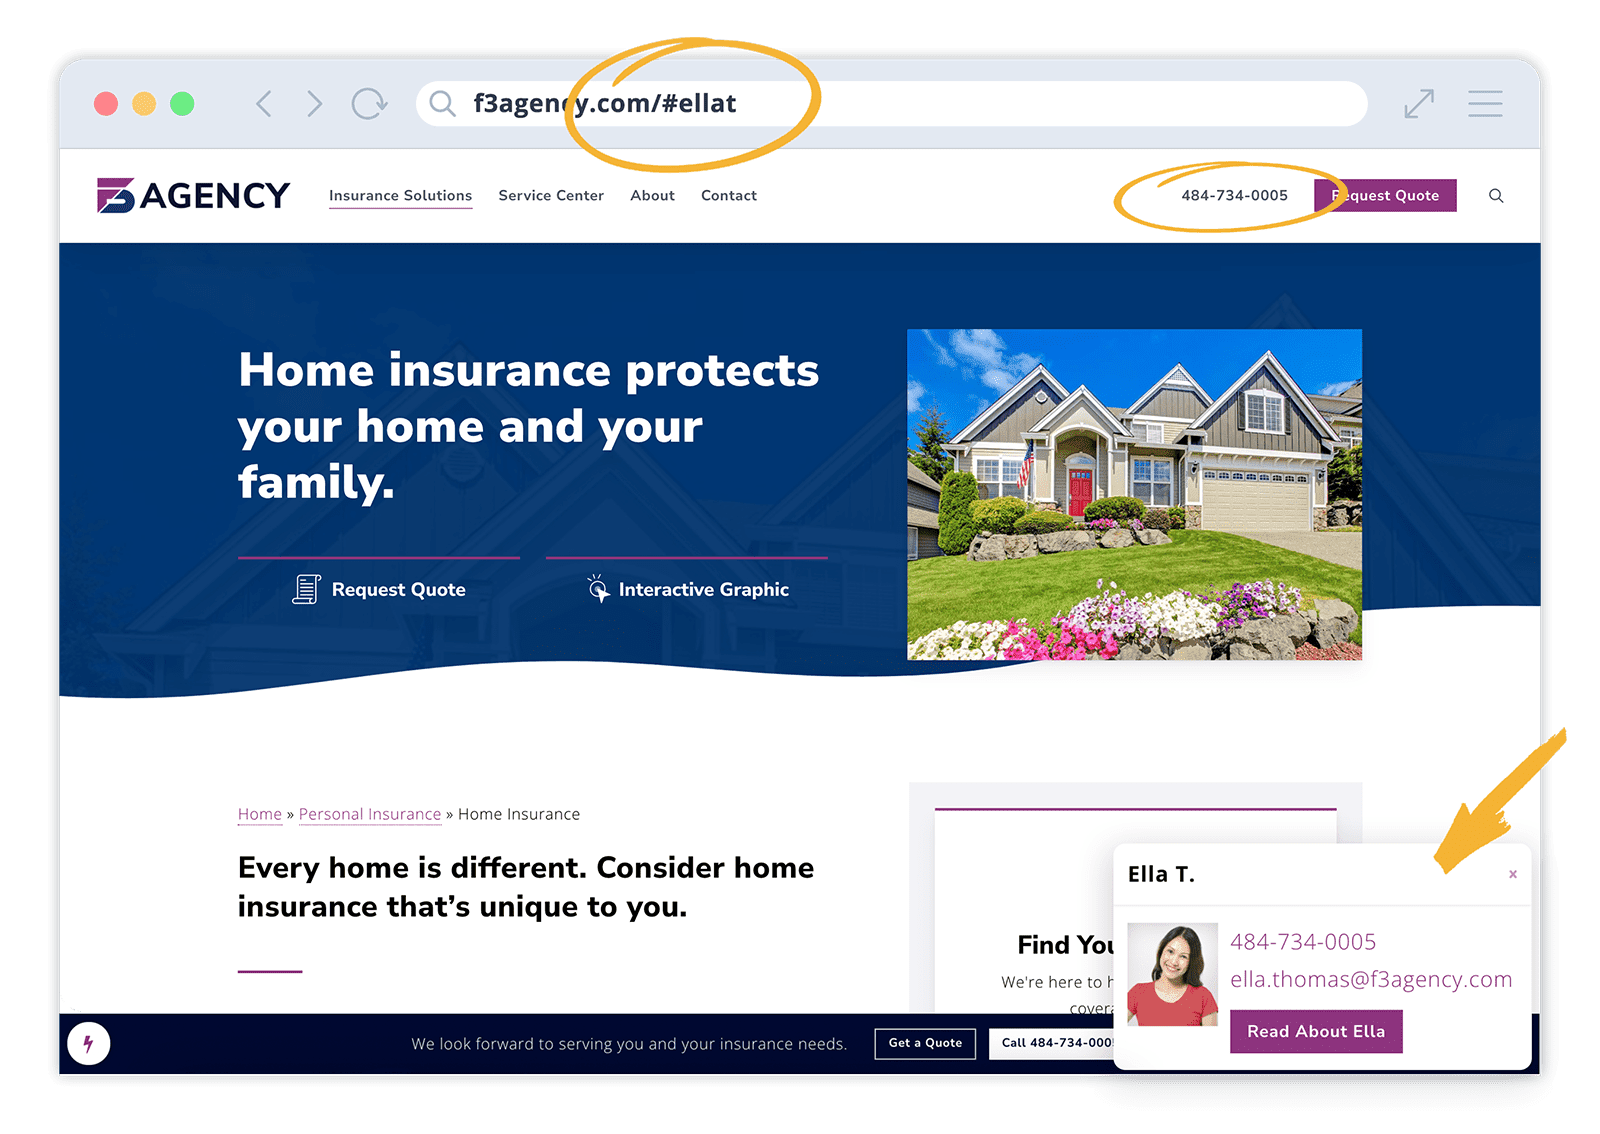 f3agency.com/#ellat
AGENCY
Insurance Solutions
Service Center
About
Contact
484-734-0005
Request Quote
Home insurance protects
your home and your
family.
Request Quote
Interactive Graphic
Home » Personal Insurance » Home Insurance
Every home is different. Consider home
insurance that’s unique to you.
Find You
We're here to h
covera
Ella T.
x
484-734-0005
ella.thomas@f3agency.com
Read About Ella
We look forward to serving you and your insurance needs.
Get a Quote
Call 484-734-000